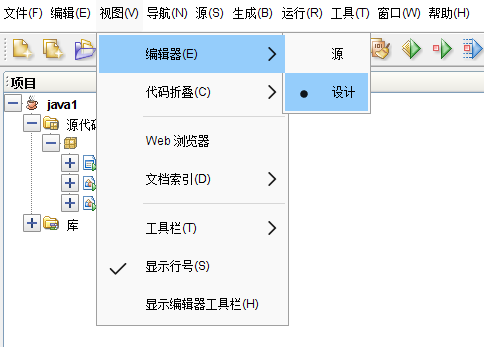 文件(F) 编辑(E) 视图(V) 导航(N) 源(S) 生成(B) 运行(R) 工具(T) 窗口(W) 帮助(H)
编辑器(E)
源
设计
代码折叠(C)
Web 浏览器
文档索引(D)
工具栏(T)
显示行号(S)
显示编辑器工具栏(H)
项目
java1
源代码
库